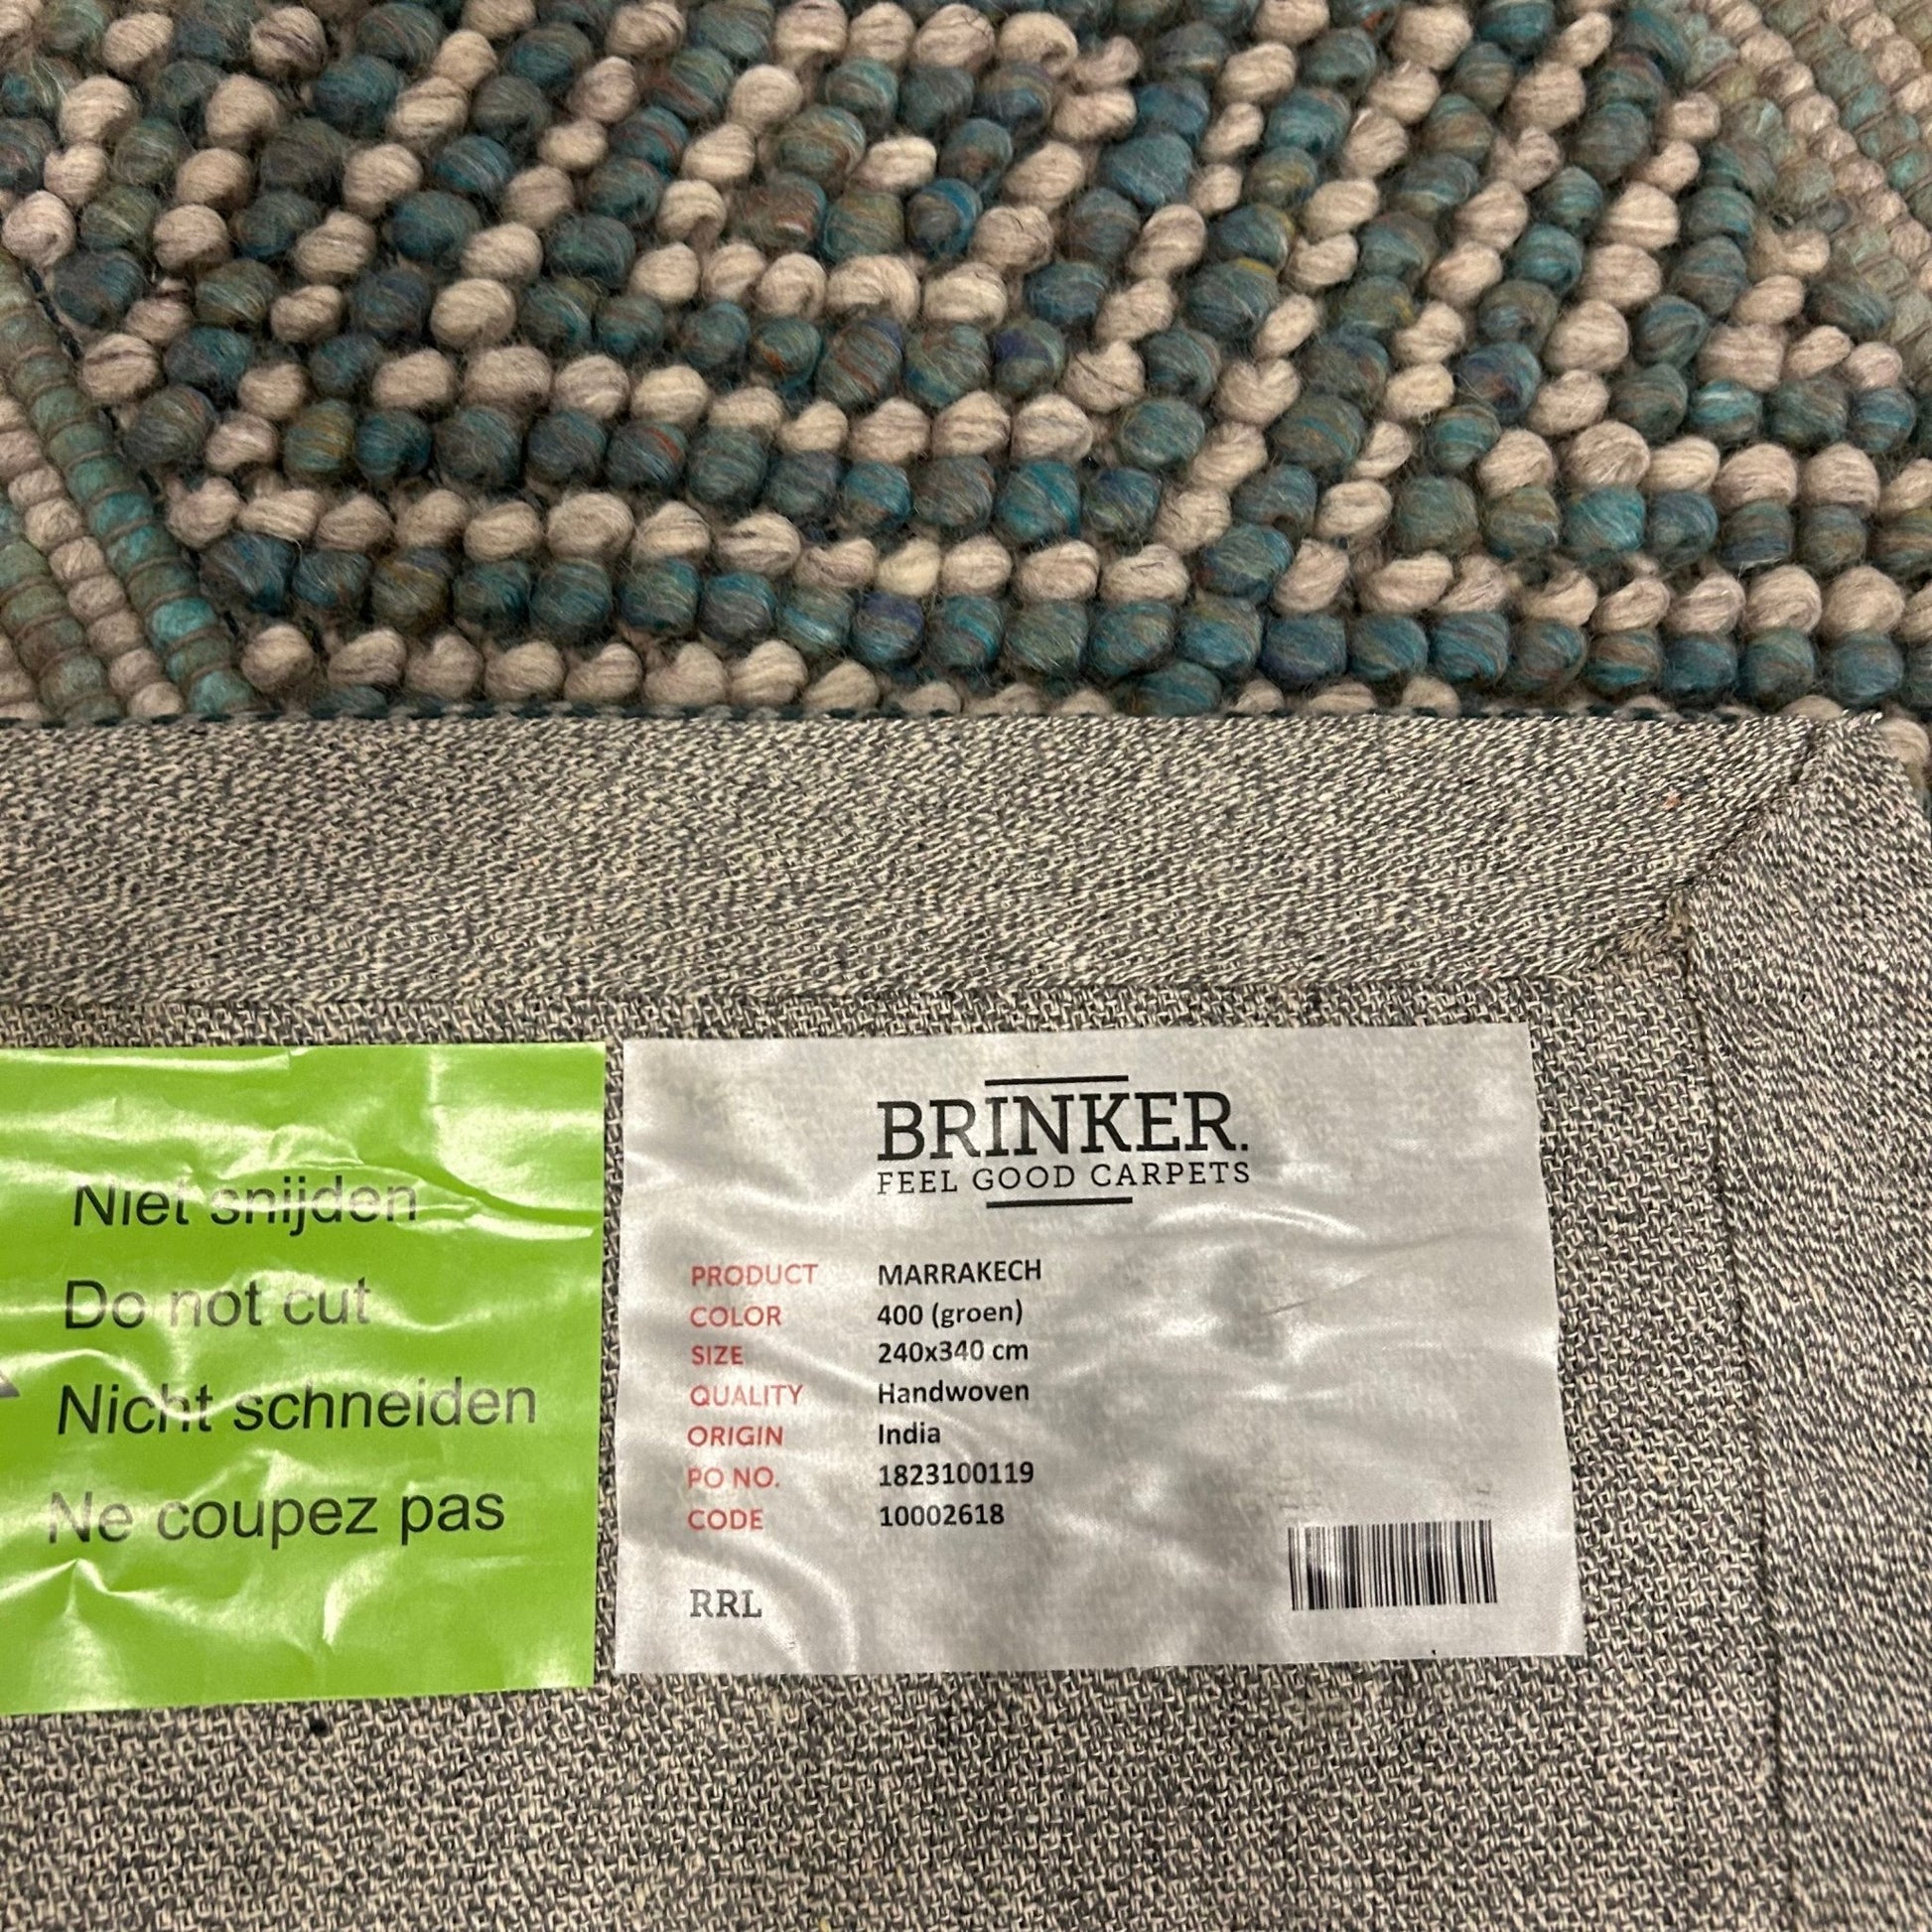 Niet snijden
Do not cut
Nicht schneiden
Ne coupez pas
BRINKER.
FEEL GOOD CARPETS
PRODUCT MARRAKECH
COLOR 400 (groen)
SIZE 240x340 cm
QUALITY Handwoven
ORIGIN India
PO NO. 1823100119
CODE 10002618
RRL